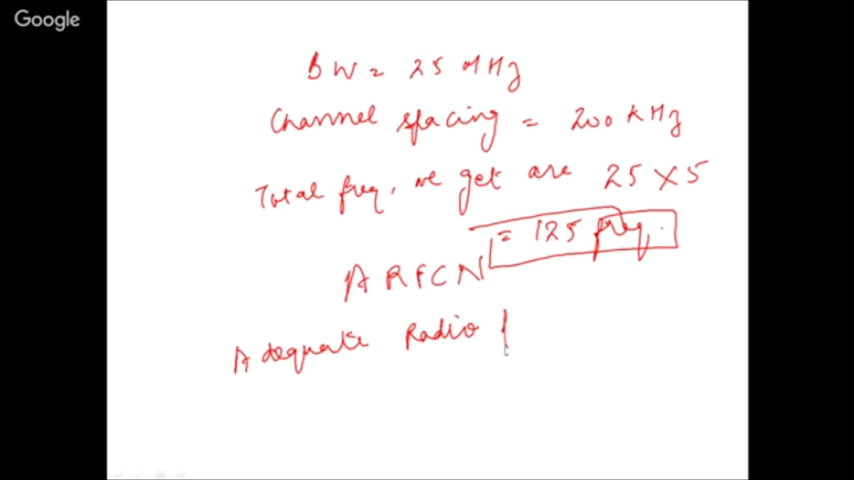 Google
BW = 25 MHz
Channel spacing = 200 kHz
Total freq. we get are 25 X 5
= 125 freq.
ARFCN
Adequate Radio f